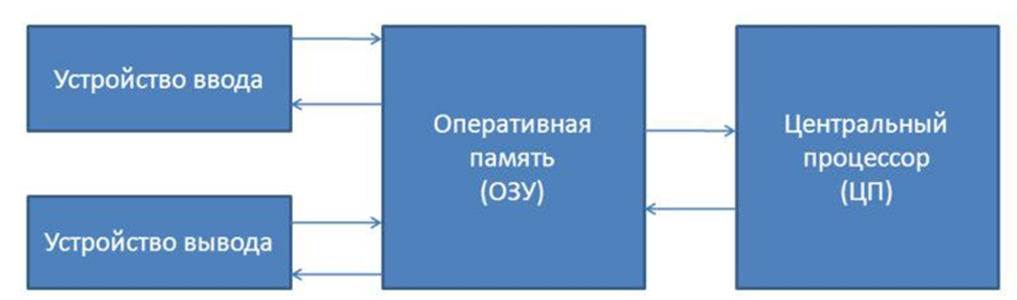 Устройство ввода
Устройство вывода
Оперативная
память
(ОЗУ)
Центральный
процессор
(ЦП)